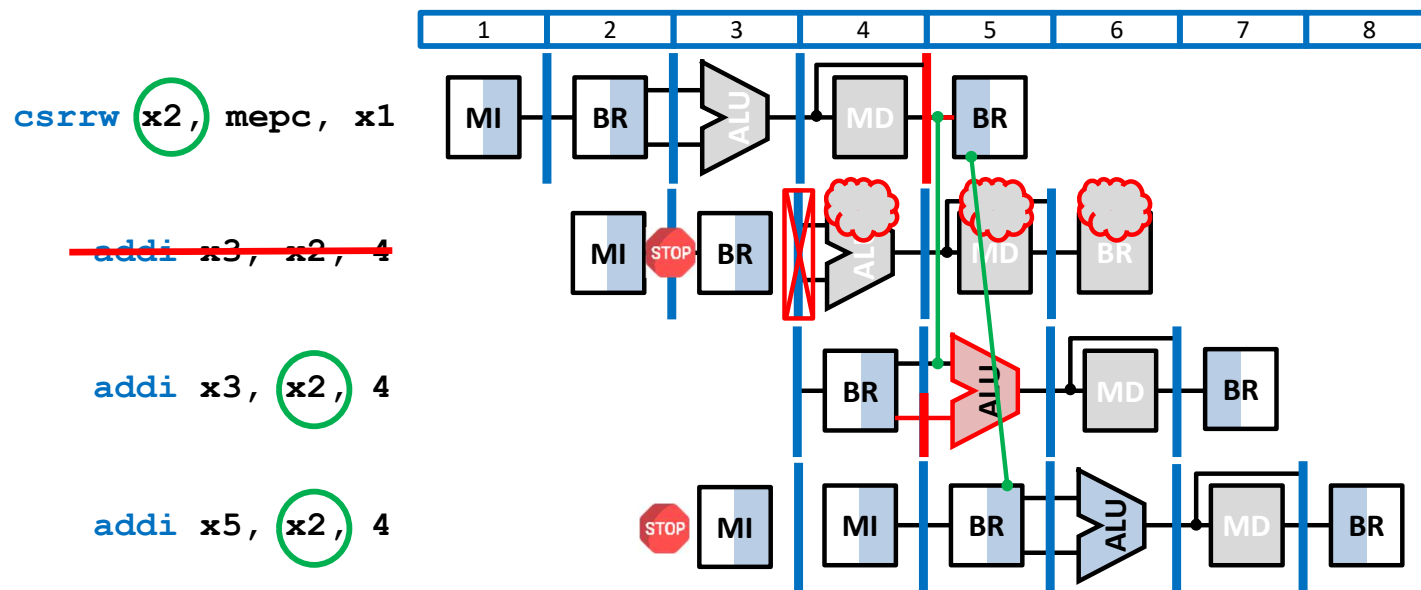 1 2 3 4 5 6 7 8
csrrw x2, mepc, x1 MI BR ALU MD BR
addi x3, x2, 4 MI STOP BR ALU MD BR
addi x3, x2, 4 BR ALU MD BR
addi x5, x2, 4 STOP MI MI BR ALU MD BR